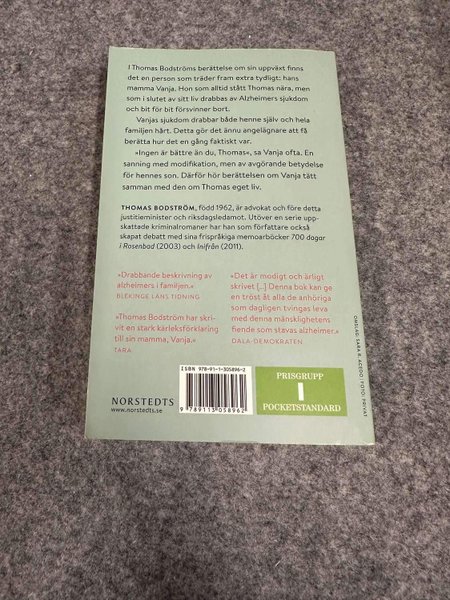 I Thomas Bodströms berättelse om sin uppväxt finns
det en person som träder fram extra tydligt: hans
mamma Vanja. Hon som alltid stått Thomas nära, men
som i slutet av sitt liv drabbas av Alzheimers sjukdom
och bit för bit försvinner bort.
Vanjas sjukdom drabbar både henne själv och hela
familjen hårt. Detta gör det ännu angelägnare att få
berätta hur det en gång faktiskt var.
»Ingen är bättre än du, Thomas«, sa Vanja ofta. En
sanning med modifikation, men av avgörande betydelse
för hennes son. Därför hör berättelsen om Vanja tätt
samman med den om Thomas eget liv.
THOMAS BODSTRÖM, född 1962, är advokat och före detta
justitieminister och riksdagsledamot. Utöver en serie upp-
skattade kriminalromaner har han som författare också
skapat debatt med sina frispråkiga memoarböcker 700 dagar
i Rosenbad (2003) och Inifrån (2011).
»Drabbande beskrivning av
alzheimers i familjen.«
BLEKINGE LÄNS TIDNING
»Thomas Bodström har skri-
vit en stark kärleksförklaring
till sin mamma, Vanja.«
TARA
»Det är modigt och ärligt
skrivet [...] Denna bok kan ge
en tröst åt alla de anhöriga
som dagligen tvingas leva
med denna mänsklighetens
fiende som stavas alzheimer.«
DALA-DEMOKRATEN
OMSLAG: SARA R. ACEDO | FOTO: PRIVAT
NORSTEDTS
www.norstedts.se
ISBN 978-91-1-305896-2
9 789113 058962
PRISGRUPP
I
POCKETSTANDARD